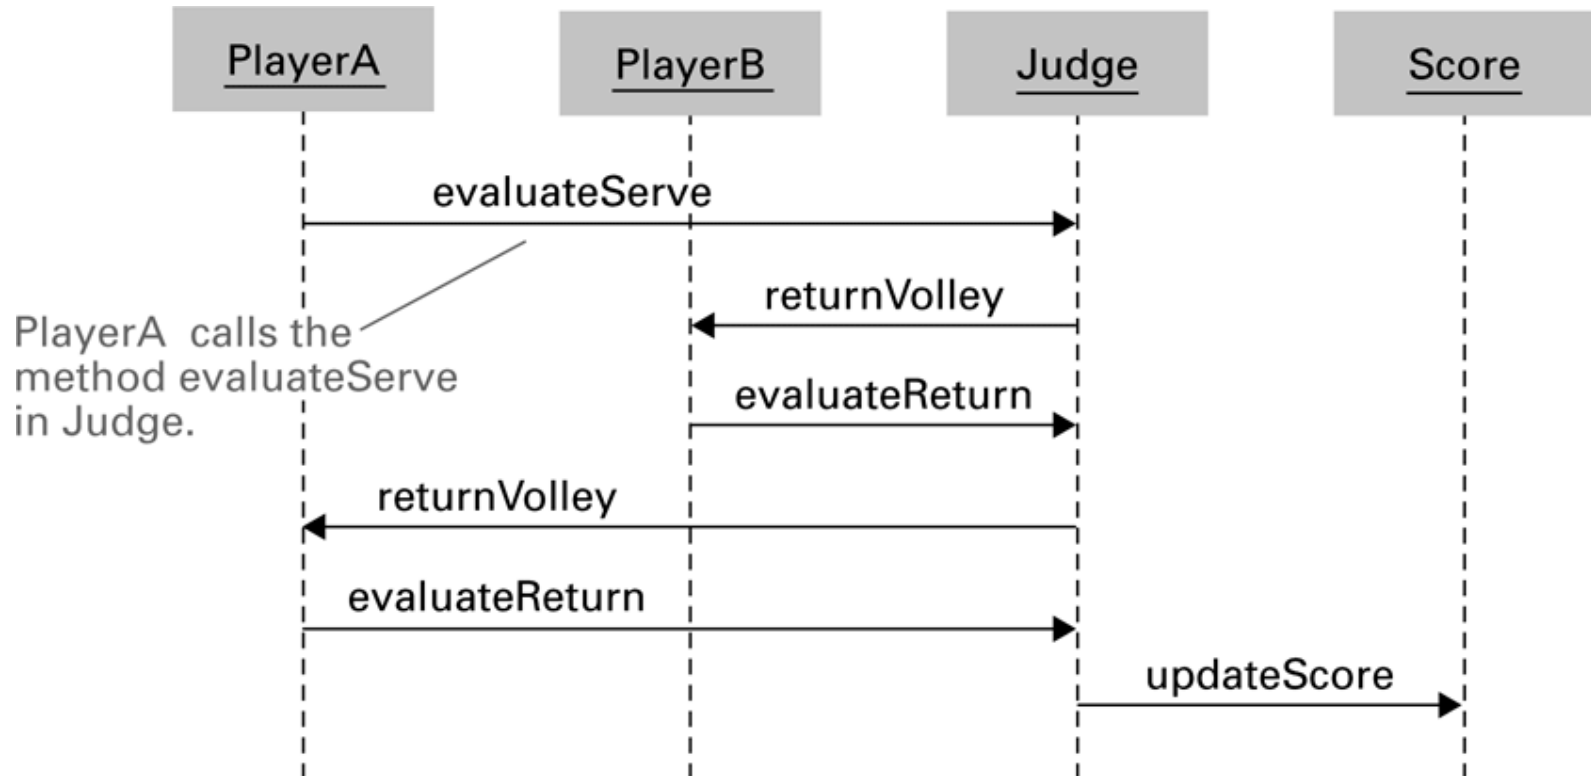 PlayerA
PlayerB
Judge
Score
evaluateServe
returnVolley
PlayerA calls the
method evaluateServe
in Judge.
evaluateReturn
returnVolley
evaluateReturn
updateScore